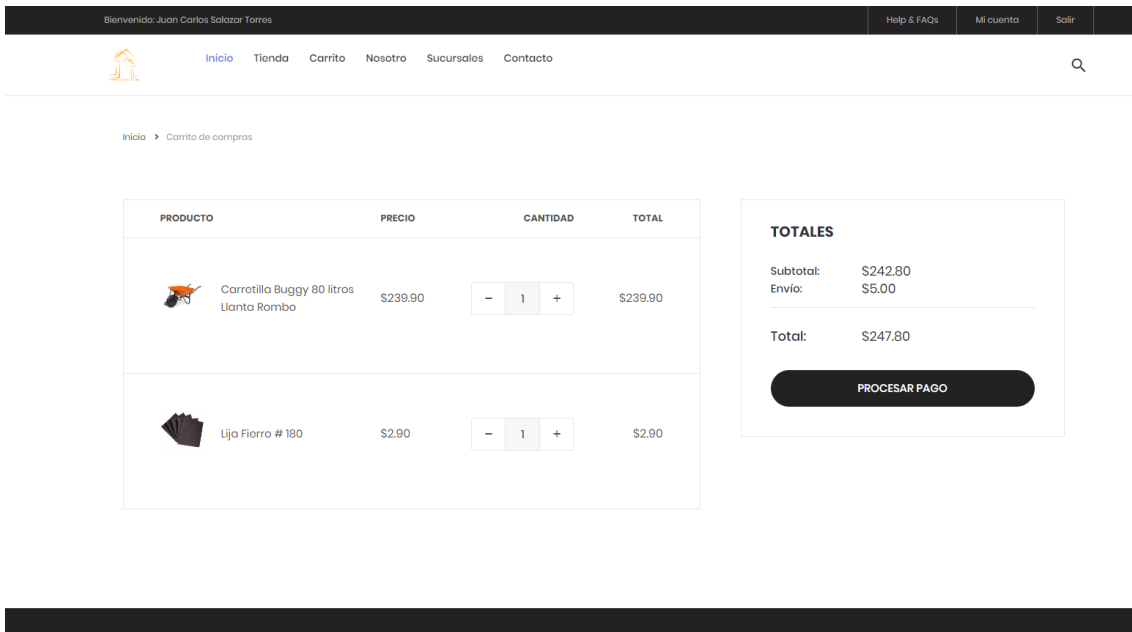 Bienvenido: Juan Carlos Salazar Torres
Help & FAQs
Mi cuenta
Salir
Inicio
Tienda
Carrito
Nosotro
Sucursales
Contacto
Inicio > Carrito de compras
PRODUCTO PRECIO CANTIDAD TOTAL
Carretilla Buggy 80 litros
Llanta Rombo
$239.90 - 1 + $239.90
Lija Fierro # 180 $2.90 - 1 + $2.90
TOTALES
Subtotal: $242.80
Envío: $5.00
Total: $247.80
PROCESAR PAGO